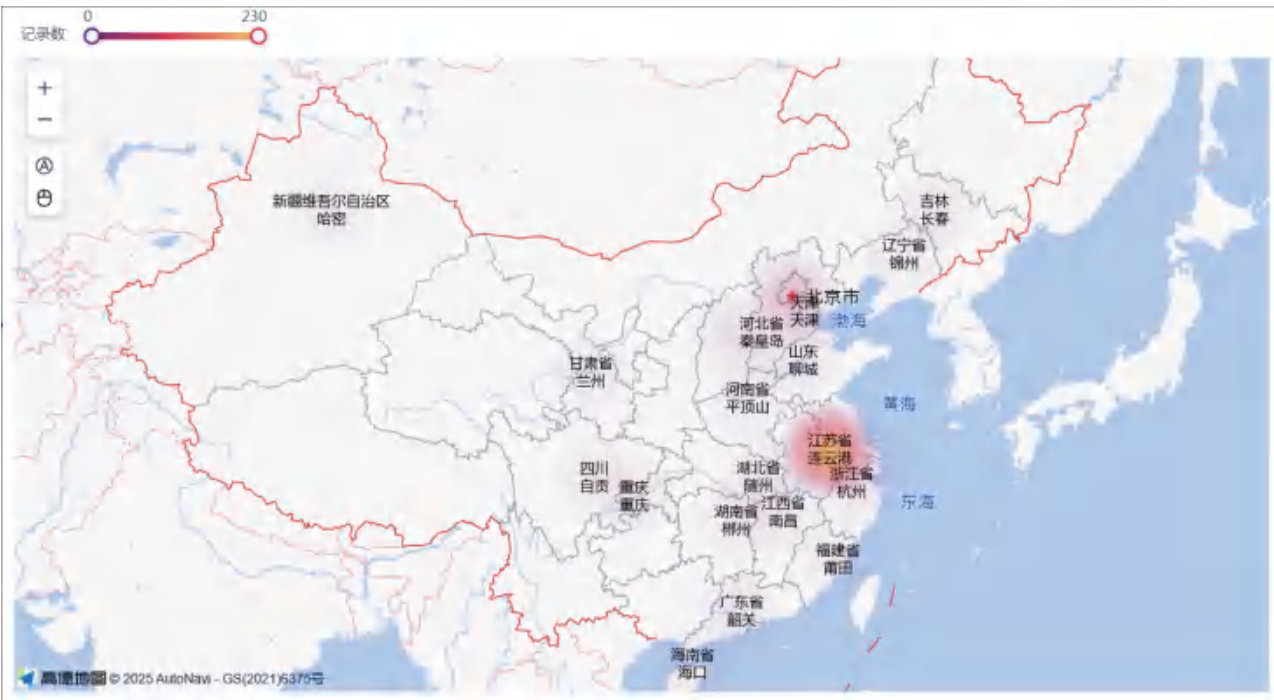 0 230
记录数
+
−
A
新疆维吾尔自治区
哈密
吉林
长春
辽宁省
锦州
北京市
天津
天津
渤海
河北省
秦皇岛
山东
聊城
甘肃省
兰州
河南省
平顶山
黄海
江苏省
连云港
浙江省
杭州
四川
自贡
重庆
重庆
湖北省
随州
湖南省
郴州
江西省
南昌
东海
福建省
莆田
广东省
韶关
海南省
海口
高德地图 © 2025 AutoNavi - GS(2021)6375号